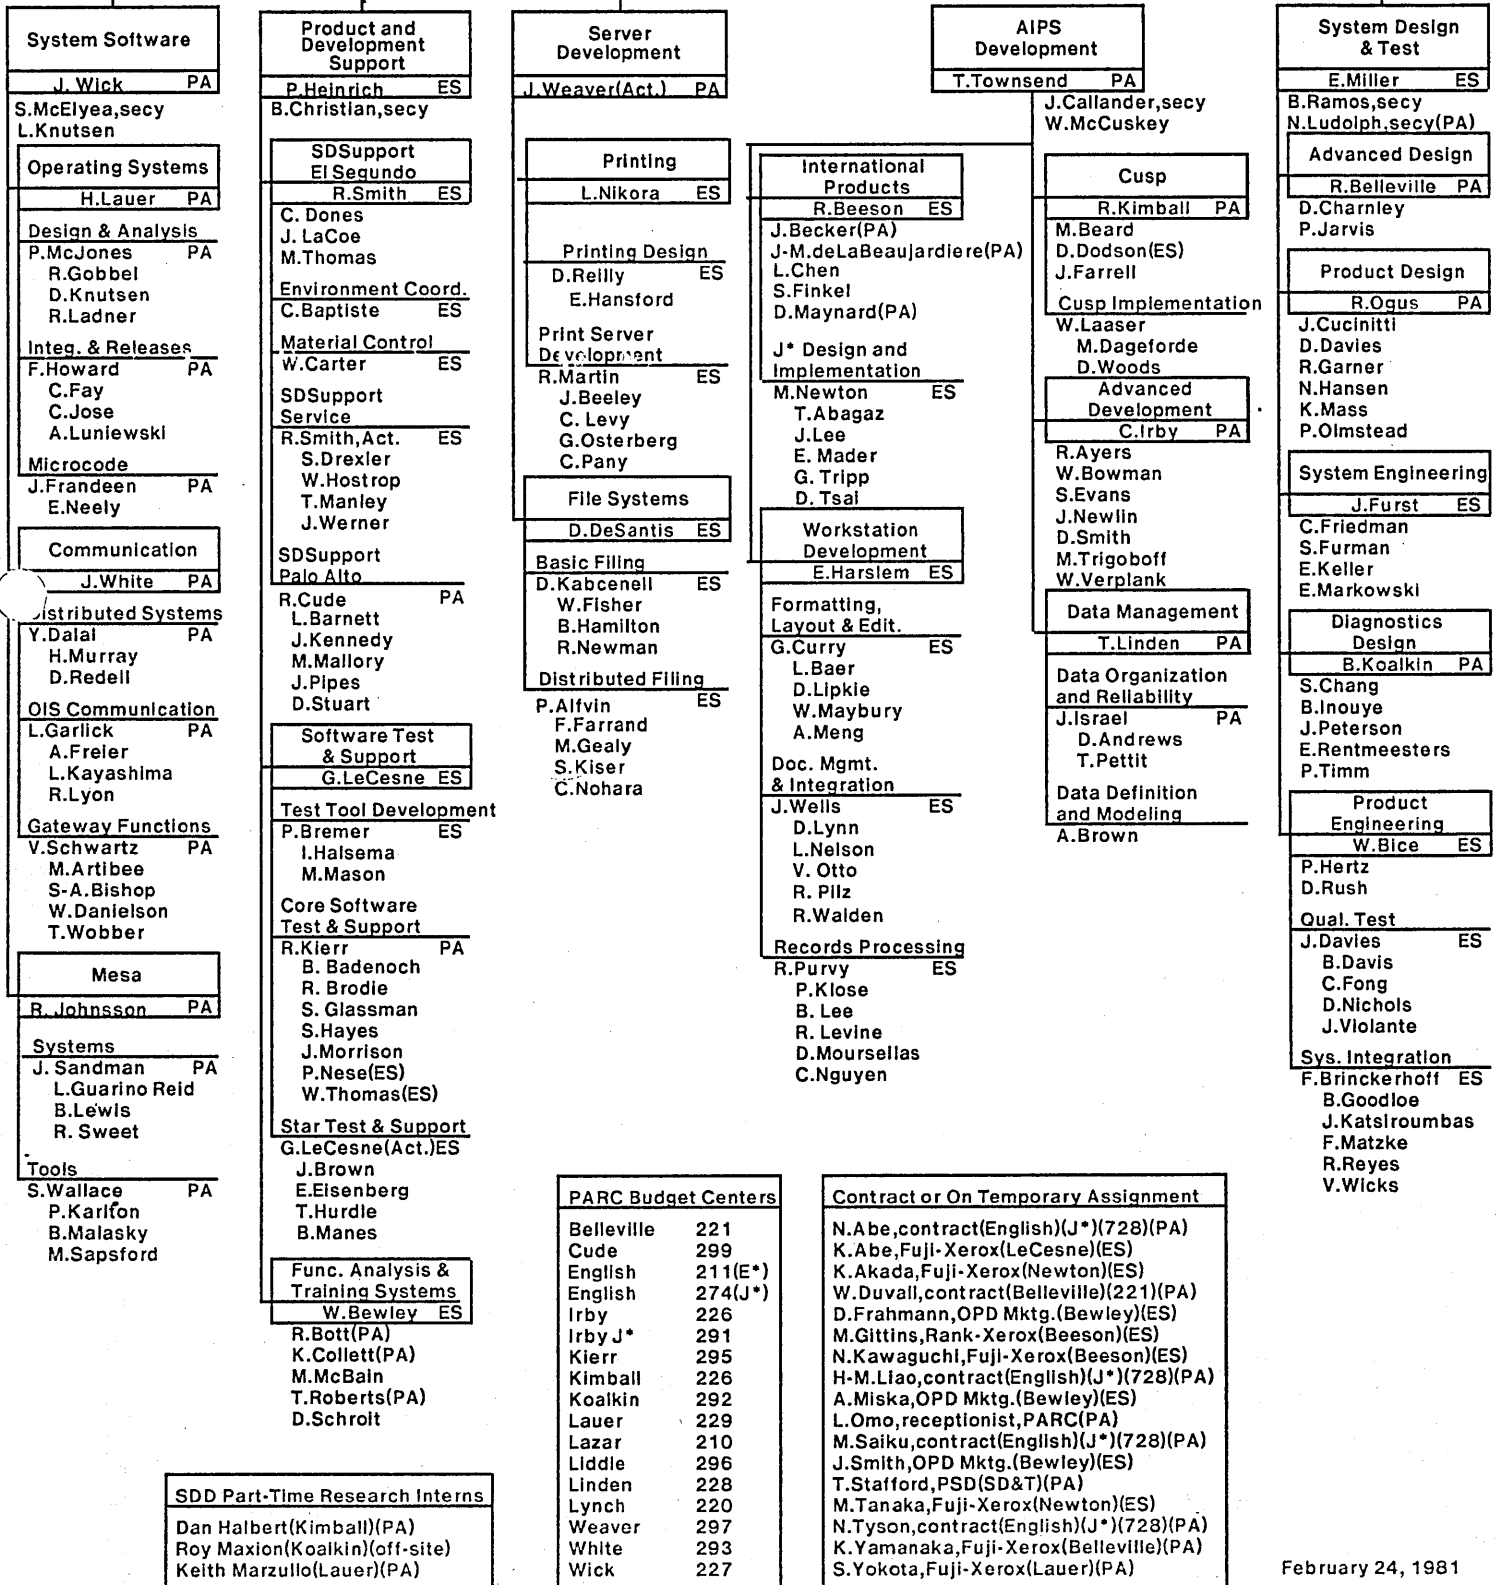 System Software
J. Wick PA
S.McElyea,secy
L.Knutsen
Operating Systems
H.Lauer PA
Design & Analysis
P.McJones PA
R.Gobbel
D.Knutsen
R.Ladner
Integ. & Releases
F.Howard PA
C.Fay
C.Jose
A.Luniewski
Microcode
J.Frandeen PA
E.Neely
Communication
J.White PA
Distributed Systems
Y.Dalal PA
H.Murray
D.Redell
OIS Communication
L.Garlick PA
A.Freier
L.Kayashima
R.Lyon
Gateway Functions
V.Schwartz PA
M.Artibee
S-A.Bishop
W.Danielson
T.Wobber
Mesa
R. Johnsson PA
Systems
J. Sandman PA
L.Guarino Reid
B.Lewis
R. Sweet
Tools
S.Wallace PA
P.Karlton
B.Malasky
M.Sapsford
Product and
Development
Support
P.Heinrich ES
B.Christian,secy
SDSupport
El Segundo
R.Smith ES
C. Dones
J. LaCoe
M.Thomas
Environment Coord.
C.Baptiste ES
Material Control
W.Carter ES
SDSupport
Service
R.Smith,Act. ES
S.Drexler
W.Hostrop
T.Manley
J.Werner
SDSupport
Palo Alto
R.Cude PA
L.Barnett
J.Kennedy
M.Mallory
J.Pipes
D.Stuart
Software Test
& Support
G.LeCesne ES
Test Tool Development
P.Bremer ES
I.Halsema
M.Mason
Core Software
Test & Support
R.Kierr PA
B. Badenoch
R. Brodie
S. Glassman
S.Hayes
J.Morrison
P.Nese(ES)
W.Thomas(ES)
Star Test & Support
G.LeCesne(Act.)ES
J.Brown
E.Eisenberg
T.Hurdle
B.Manes
Func. Analysis &
Training Systems
W.Bewley ES
R.Bott(PA)
K.Collett(PA)
M.McBain
T.Roberts(PA)
D.Schroit
Server
Development
J.Weaver(Act.) PA
Printing
L.Nikora ES
Printing Design
D.Reilly ES
E.Hansford
Print Server
Development
R.Martin ES
J.Beeley
C. Levy
G.Osterberg
C.Pany
File Systems
D.DeSantis ES
Basic Filing
D.Kabcenell ES
W.Fisher
B.Hamilton
R.Newman
Distributed Filing
P.Alfvin ES
F.Farrand
M.Gealy
S.Kiser
C.Nohara
AIPS
Development
T.Townsend PA
J.Callander,secy
W.McCuskey
International
Products
R.Beeson ES
J.Becker(PA)
J-M.deLaBeaujardiere(PA)
L.Chen
S.Finkel
D.Maynard(PA)
J* Design and
Implementation
M.Newton ES
T.Abagaz
J.Lee
E. Mader
G. Tripp
D. Tsai
Workstation
Development
E.Harslem ES
Formatting,
Layout & Edit.
G.Curry ES
L.Baer
D.Lipkie
W.Maybury
A.Meng
Doc. Mgmt.
& Integration
J.Wells ES
D.Lynn
L.Nelson
V. Otto
R. Pilz
R.Walden
Records Processing
R.Purvy ES
P.Klose
B. Lee
R. Levine
D.Moursellas
C.Nguyen
Cusp
R.Kimball PA
M.Beard
D.Dodson(ES)
J.Farrell
Cusp Implementation
W.Laaser
M.Dageforde
D.Woods
Advanced
Development
C.Irby PA
R.Ayers
W.Bowman
S.Evans
J.Newlin
D.Smith
M.Trigoboff
W.Verplank
Data Management
T.Linden PA
Data Organization
and Reliability
J.Israel PA
D.Andrews
T.Pettit
Data Definition
and Modeling
A.Brown
System Design
& Test
E.Miller ES
B.Ramos,secy
N.Ludolph,secy(PA)
Advanced Design
R.Belleville PA
D.Charnley
P.Jarvis
Product Design
R.Ogus PA
J.Cucinitti
D.Davies
R.Garner
N.Hansen
K.Mass
P.Olmstead
System Engineering
J.Furst ES
C.Friedman
S.Furman
E.Keller
E.Markowski
Diagnostics
Design
B.Koalkin PA
S.Chang
B.Inouye
J.Peterson
E.Rentmeesters
P.Timm
Product
Engineering
W.Bice ES
P.Hertz
D.Rush
Qual. Test
J.Davies ES
B.Davis
C.Fong
D.Nichols
J.Violante
Sys. Integration
F.Brinckerhoff ES
B.Goodloe
J.Katsiroumbas
F.Matzke
R.Reyes
V.Wicks
SDD Part-Time Research Interns
Dan Halbert(Kimball)(PA)
Roy Maxion(Koalkin)(off-site)
Keith Marzullo(Lauer)(PA)
PARC Budget Centers
Belleville 221
Cude 299
English 211(E*)
English 274(J*)
Irby 226
Irby J* 291
Kierr 295
Kimball 226
Koalkin 292
Lauer 229
Lazar 210
Liddle 296
Linden 228
Lynch 220
Weaver 297
White 293
Wick 227
Contract or On Temporary Assignment
N.Abe,contract(English)(J*)(728)(PA)
K.Abe,Fuji-Xerox(LeCesne)(ES)
K.Akada,Fuji-Xerox(Newton)(ES)
W.Duvall,contract(Belleville)(221)(PA)
D.Frahmann,OPD Mktg.(Bewley)(ES)
M.Gittins,Rank-Xerox(Beeson)(ES)
N.Kawaguchi,Fuji-Xerox(Beeson)(ES)
H-M.Liao,contract(English)(J*)(728)(PA)
A.Miska,OPD Mktg.(Bewley)(ES)
L.Omo,receptionist,PARC(PA)
M.Saiku,contract(English)(J*)(728)(PA)
J.Smith,OPD Mktg.(Bewley)(ES)
T.Stafford,PSD(SD&T)(PA)
M.Tanaka,Fuji-Xerox(Newton)(ES)
N.Tyson,contract(English)(J*)(728)(PA)
K.Yamanaka,Fuji-Xerox(Belleville)(PA)
S.Yokota,Fuji-Xerox(Lauer)(PA)
February 24, 1981